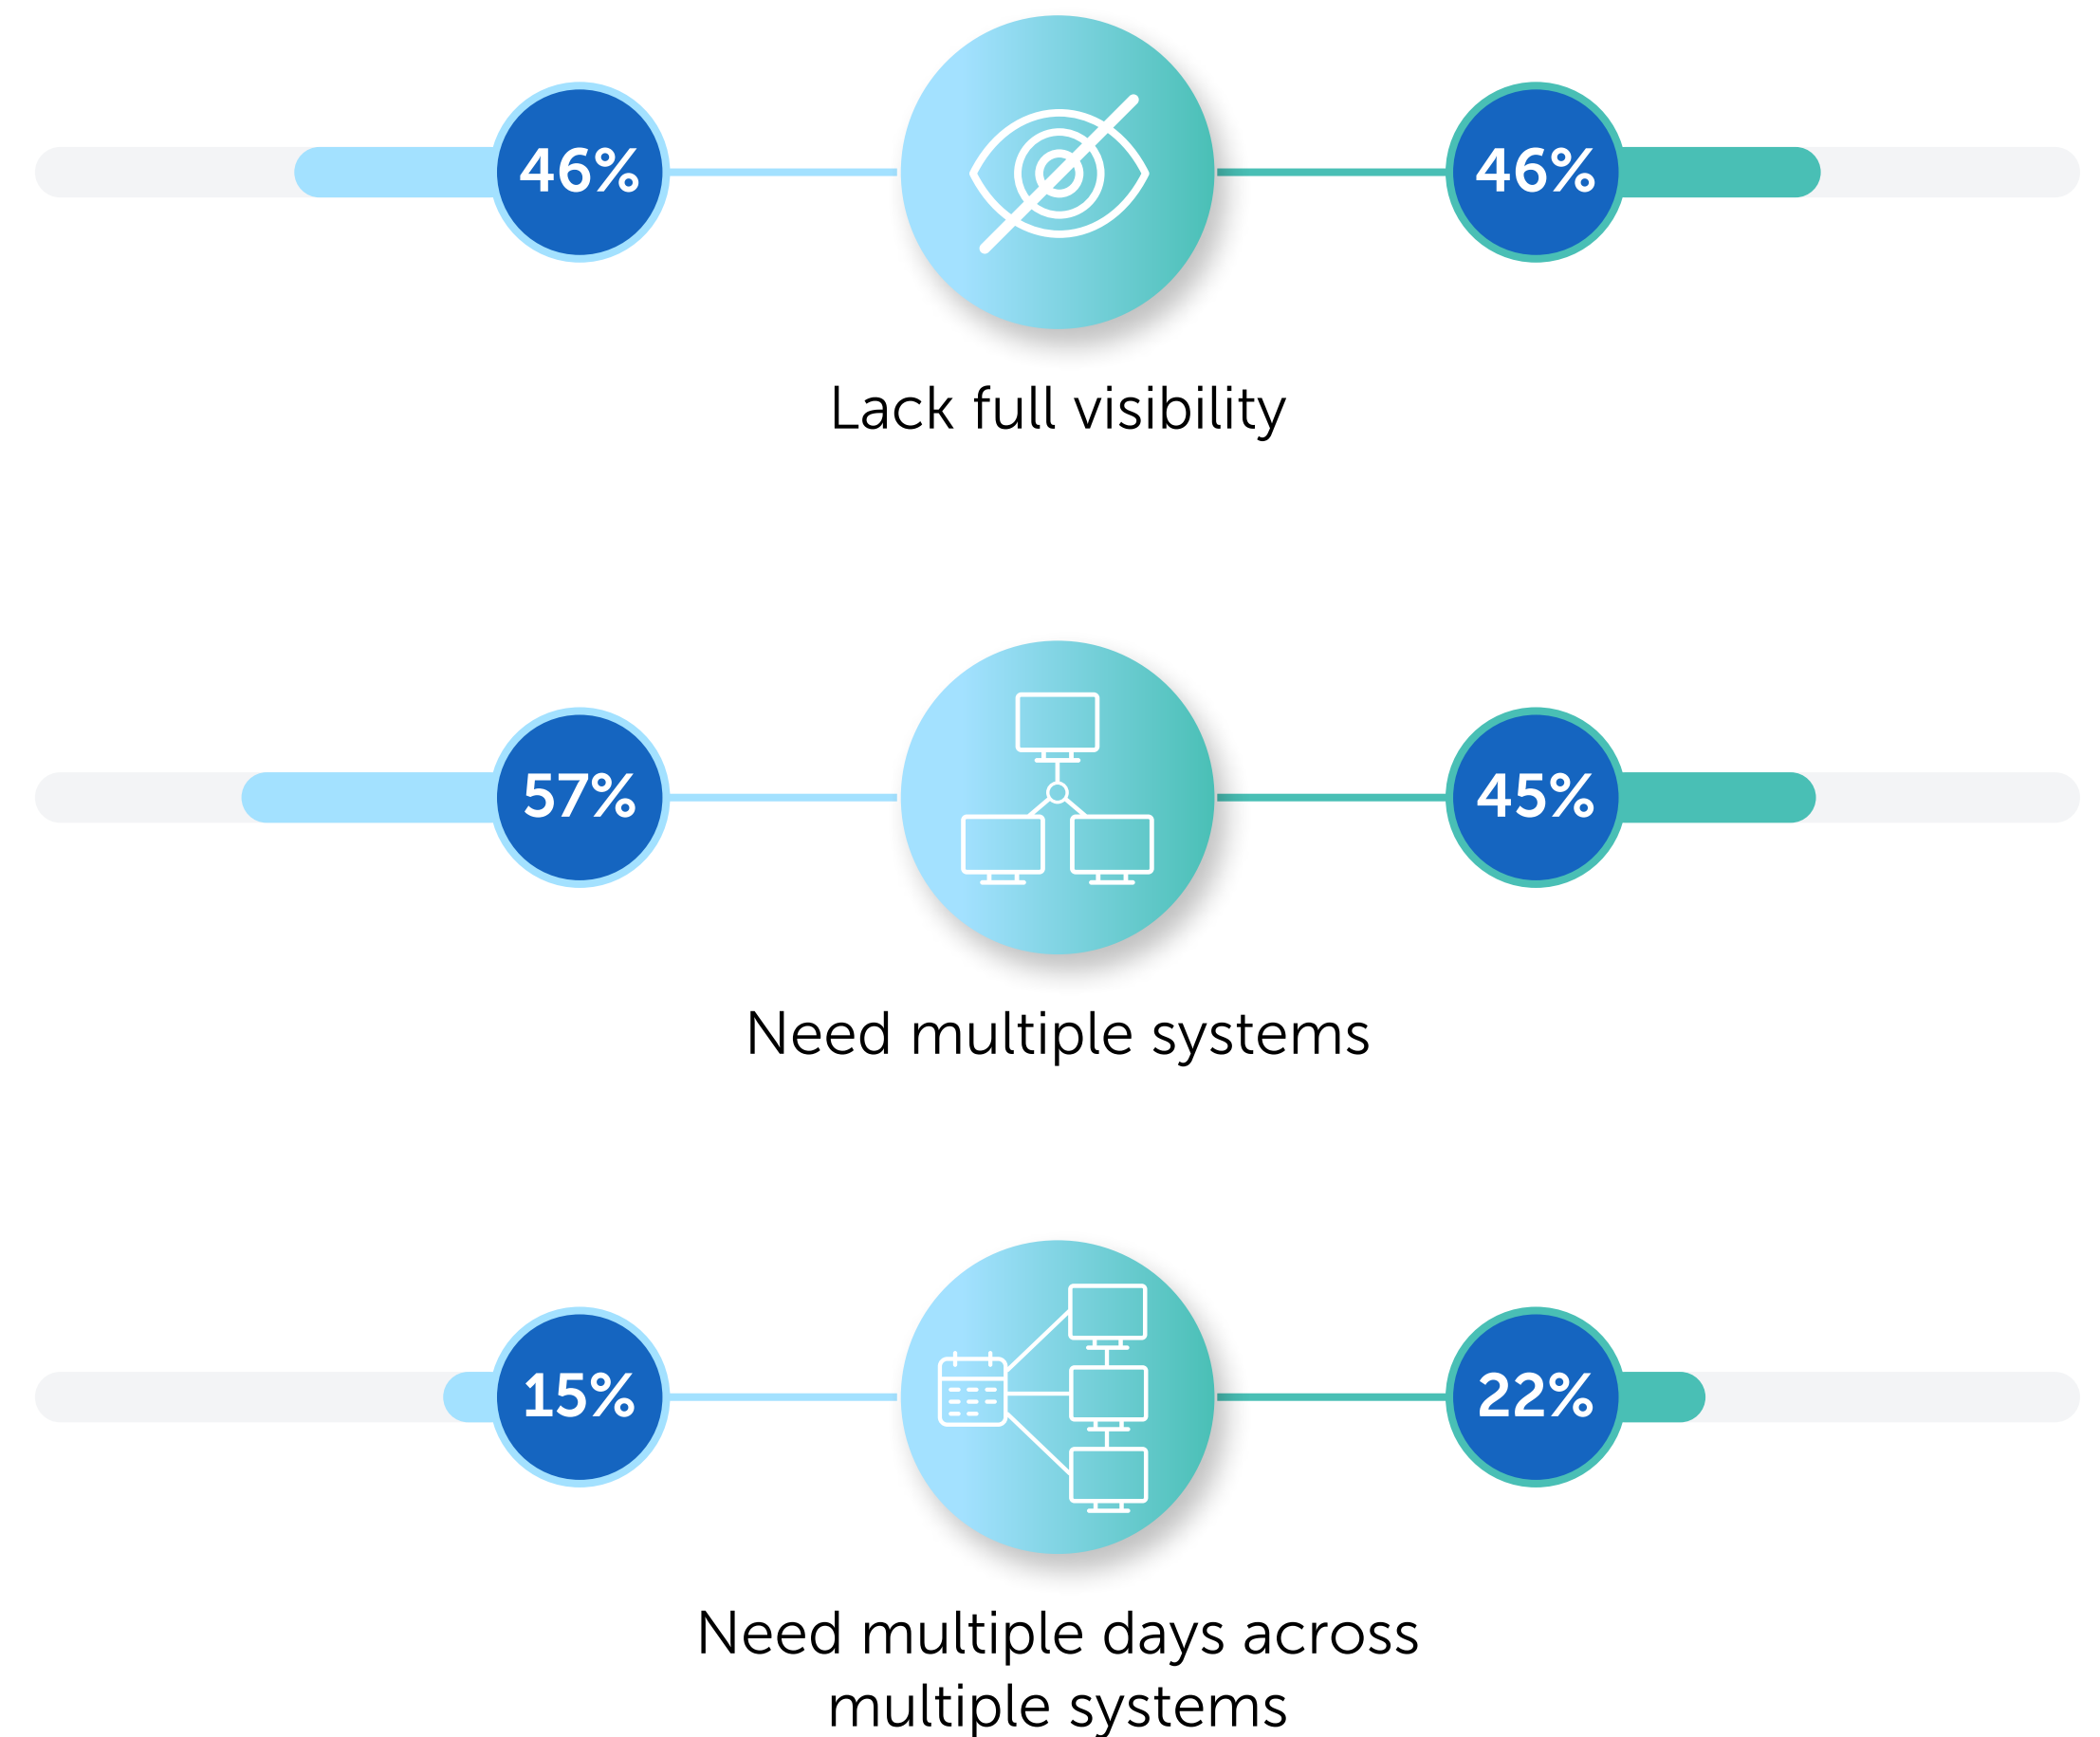 46%
46%
Lack full visibility
57%
45%
Need multiple systems
15%
22%
Need multiple days across
multiple systems